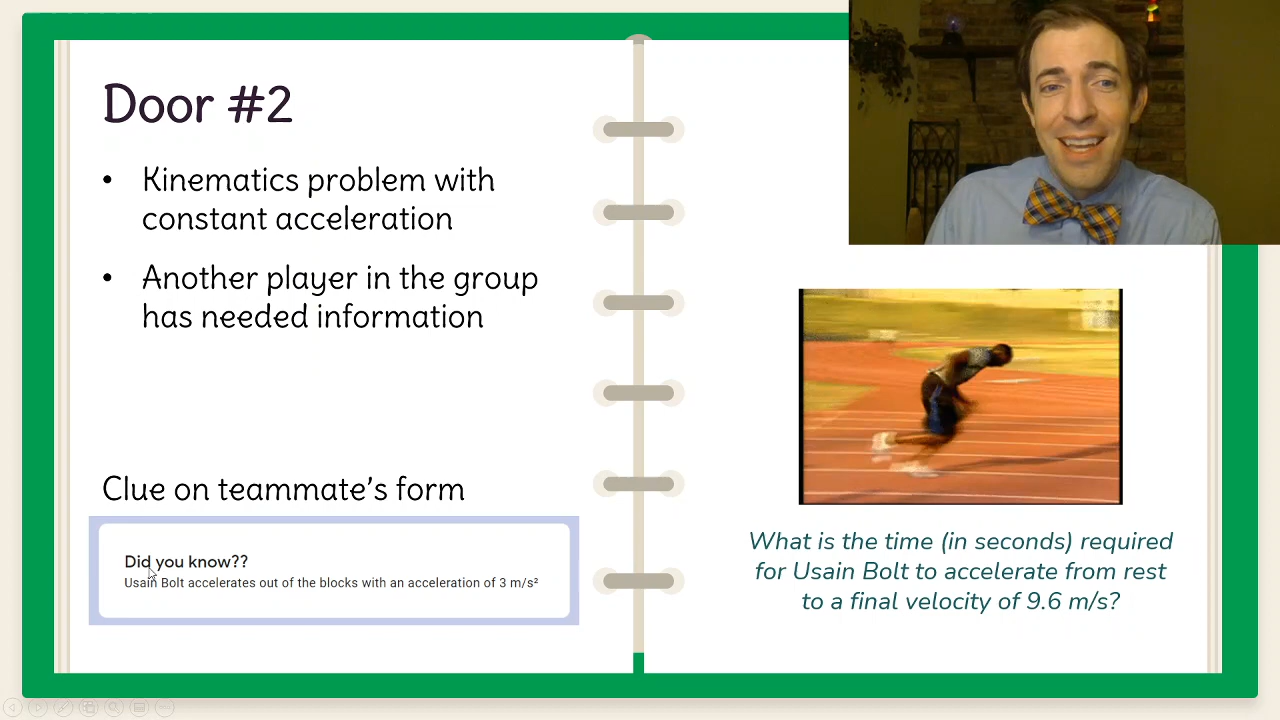 Door #2
• Kinematics problem with
constant acceleration
• Another player in the group
has needed information
Clue on teammate's form
Did you know??
Usain Bolt accelerates out of the blocks with an acceleration of 3 m/s²
What is the time (in seconds) required
for Usain Bolt to accelerate from rest
to a final velocity of 9.6 m/s?